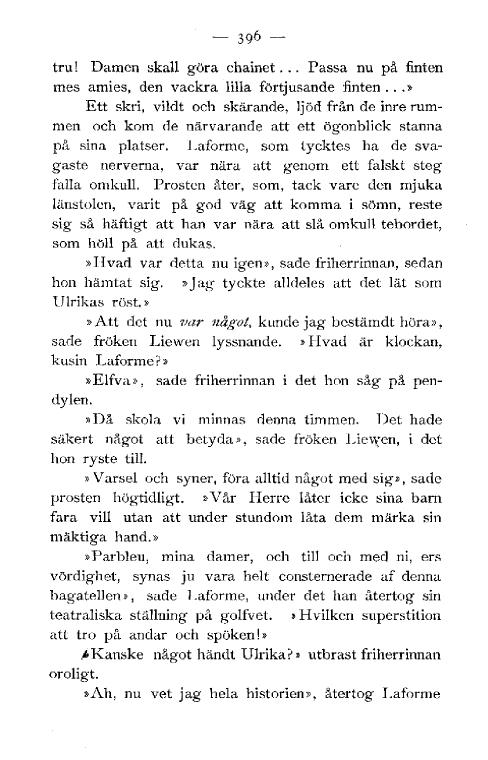 — 396 —
tru! Damen skall göra chainet... Passa nu på finten
mes amies, den vackra lilla förtjusande finten ...»
Ett skri, vildt och skärande, ljöd från de inre rum-
men och kom de närvarande att ett ögonblick stanna
på sina platser. Laforme, som tycktes ha de sva-
gaste nerverna, var nära att genom ett falskt steg
falla omkull. Prosten åter, som, tack vare den mjuka
länstolen, varit på god väg att komma i sömn, reste
sig så häftigt att han var nära att slå omkull tebordet,
som höll på att dukas.
»Hvad var detta nu igen», sade friherrinnan, sedan
hon hämtat sig. »Jag tyckte alldeles att det lät som
Ulrikas röst.»
»Att det nu var något, kunde jag bestämdt höra»,
sade fröken Liewen lyssnande. »Hvad är klockan,
kusin Laforme?»
»Elfva», sade friherrinnan i det hon såg på pen-
dylen.
»Då skola vi minnas denna timmen. Det hade
säkert något att betyda», sade fröken Liewen, i det
hon ryste till.
»Varsel och syner, föra alltid något med sig», sade
prosten högtidligt. »Vår Herre låter icke sina barn
fara vill utan att under stundom låta dem märka sin
mäktiga hand.»
»Parbleu, mina damer, och till och med ni, ers
vördighet, synas ju vara helt consternerade af denna
bagatellen», sade Laforme, under det han återtog sin
teatraliska ställning på golfvet. »Hvilken superstition
att tro på andar och spöken!»
»Kanske något händt Ulrika?» utbrast friherrinnan
oroligt.
»Ah, nu vet jag hela historien», återtog Laforme